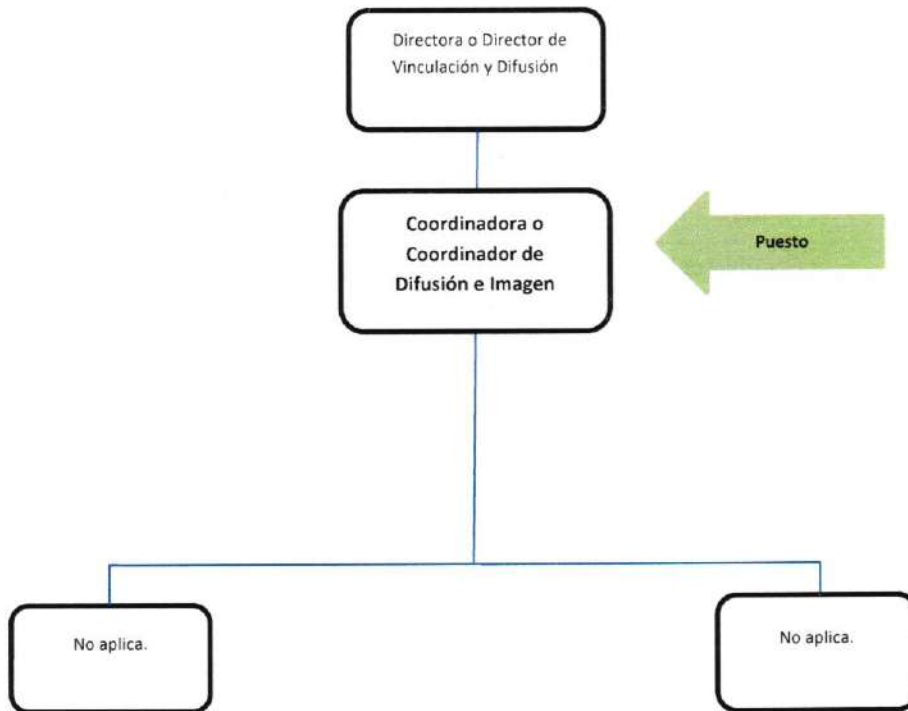 Directora o Director de
Vinculación y Difusión
Coordinadora o
Coordinador de
Difusión e Imagen
Puesto
No aplica.
No aplica.